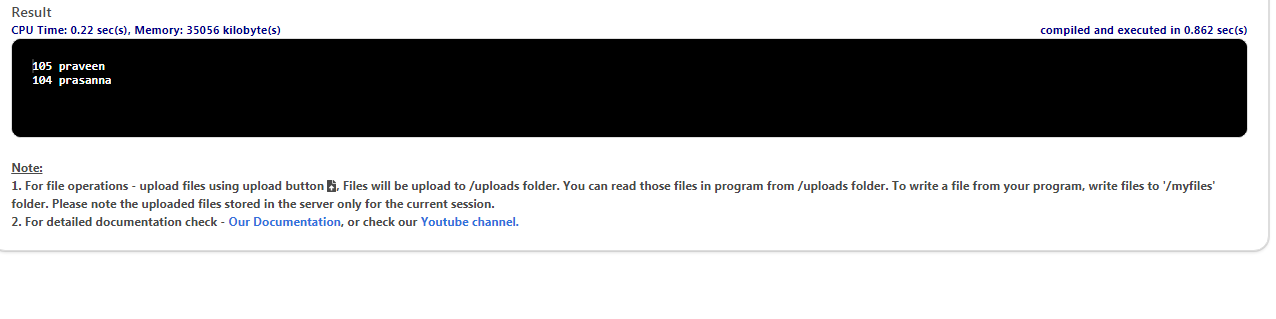 Result
CPU Time: 0.22 sec(s), Memory: 35056 kilobyte(s)
compiled and executed in 0.862 sec(s)
105 praveen
104 prasanna
Note:
1. For file operations - upload files using upload button , Files will be upload to /uploads folder. You can read those files in program from /uploads folder. To write a file from your program, write files to '/myfiles'
folder. Please note the uploaded files stored in the server only for the current session.
2. For detailed documentation check - Our Documentation, or check our Youtube channel.